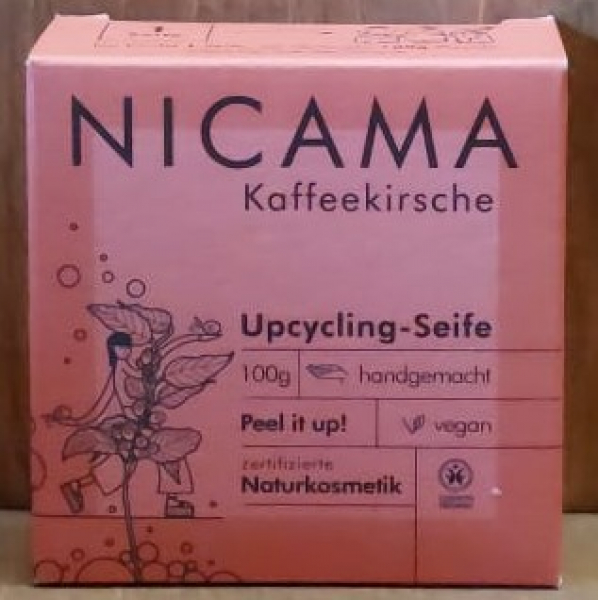 NICAMA
Kaffeekirsche
Upcycling-Seife
100g handgemacht
Peel it up! vegan
zertifizierte
Naturkosmetik